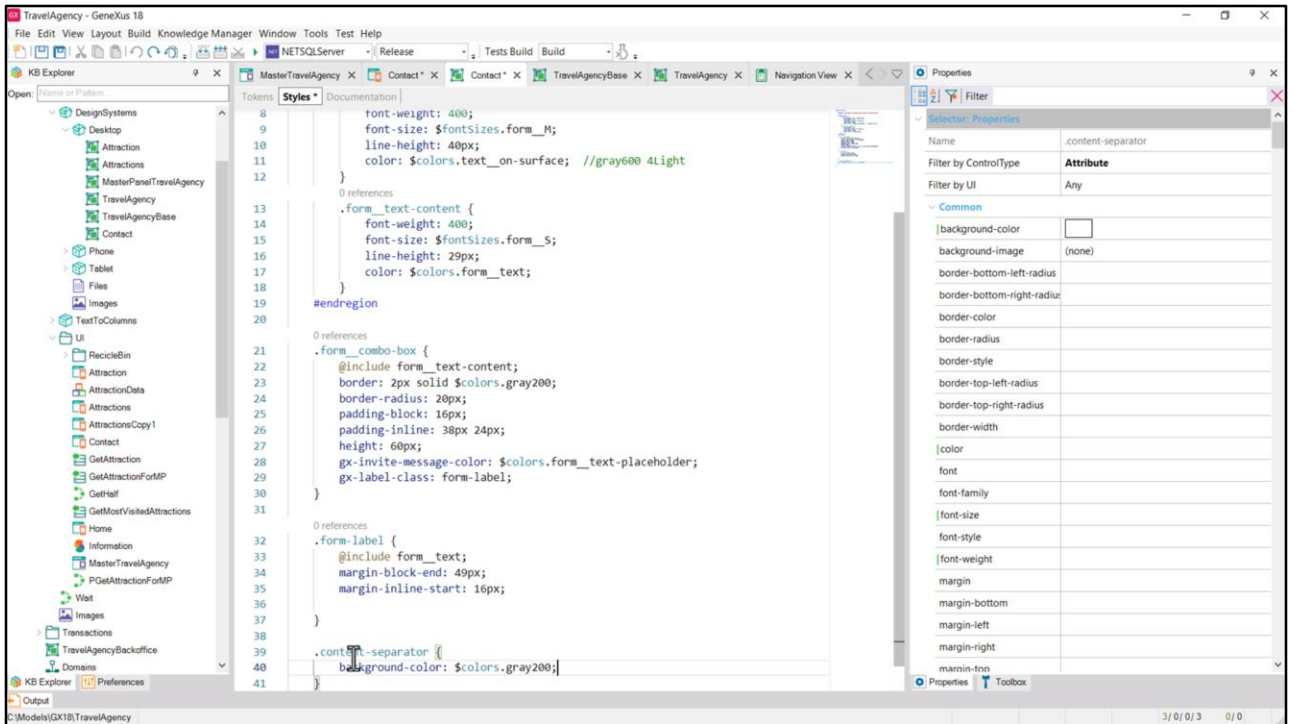 TravelAgency - GeneXus 18
File Edit View Layout Build Knowledge Manager Window Tools Test Help
NETSQLServer Release Tests Build Build
KB Explorer
Open: Name or Pattern...
DesignSystems
Desktop
Attraction
Attractions
MasterPanelTravelAgency
TravelAgency
TravelAgencyBase
Contact
Phone
Tablet
Files
Images
TextToColumns
UI
RecicleBin
Attraction
AttractionData
Attractions
AttractionsCopy1
Contact
GetAttraction
GetAttractionForMP
GetHalf
GetMostVisitedAttractions
Home
Information
MasterTravelAgency
PGetAttractionForMP
Wait
Images
Transactions
TravelAgencyBackoffice
Domains
KB Explorer Preferences
Output
C:\Models\GX18\TravelAgency
MasterTravelAgency Contact * Contact * TravelAgencyBase TravelAgency Navigation View
Tokens Styles * Documentation
8 font-weight: 400;
9 font-size: $fontSizes.form__M;
10 line-height: 40px;
11 color: $colors.text__on-surface; //gray600 4Light
12 }
0 references
13 .form__text-content {
14 font-weight: 400;
15 font-size: $fontSizes.form__S;
16 line-height: 29px;
17 color: $colors.form__text;
18 }
19 #endregion
20
0 references
21 .form__combo-box {
22 @include form__text-content;
23 border: 2px solid $colors.gray200;
24 border-radius: 20px;
25 padding-block: 16px;
26 padding-inline: 38px 24px;
27 height: 60px;
28 gx-invite-message-color: $colors.form__text-placeholder;
29 gx-label-class: form-label;
30 }
31
0 references
32 .form-label {
33 @include form__text;
34 margin-block-end: 49px;
35 margin-inline-start: 16px;
36
37 }
38
39 .content-separator {
40 background-color: $colors.gray200;
41 }
Properties
Filter
Selector: Properties
Name .content-separator
Filter by ControlType Attribute
Filter by UI Any
Common
background-color
background-image (none)
border-bottom-left-radius
border-bottom-right-radius
border-color
border-radius
border-style
border-top-left-radius
border-top-right-radius
border-width
color
font
font-family
font-size
font-style
font-weight
margin
margin-bottom
margin-left
margin-right
margin-top
Properties Toolbox
3/0/0/3 0/0